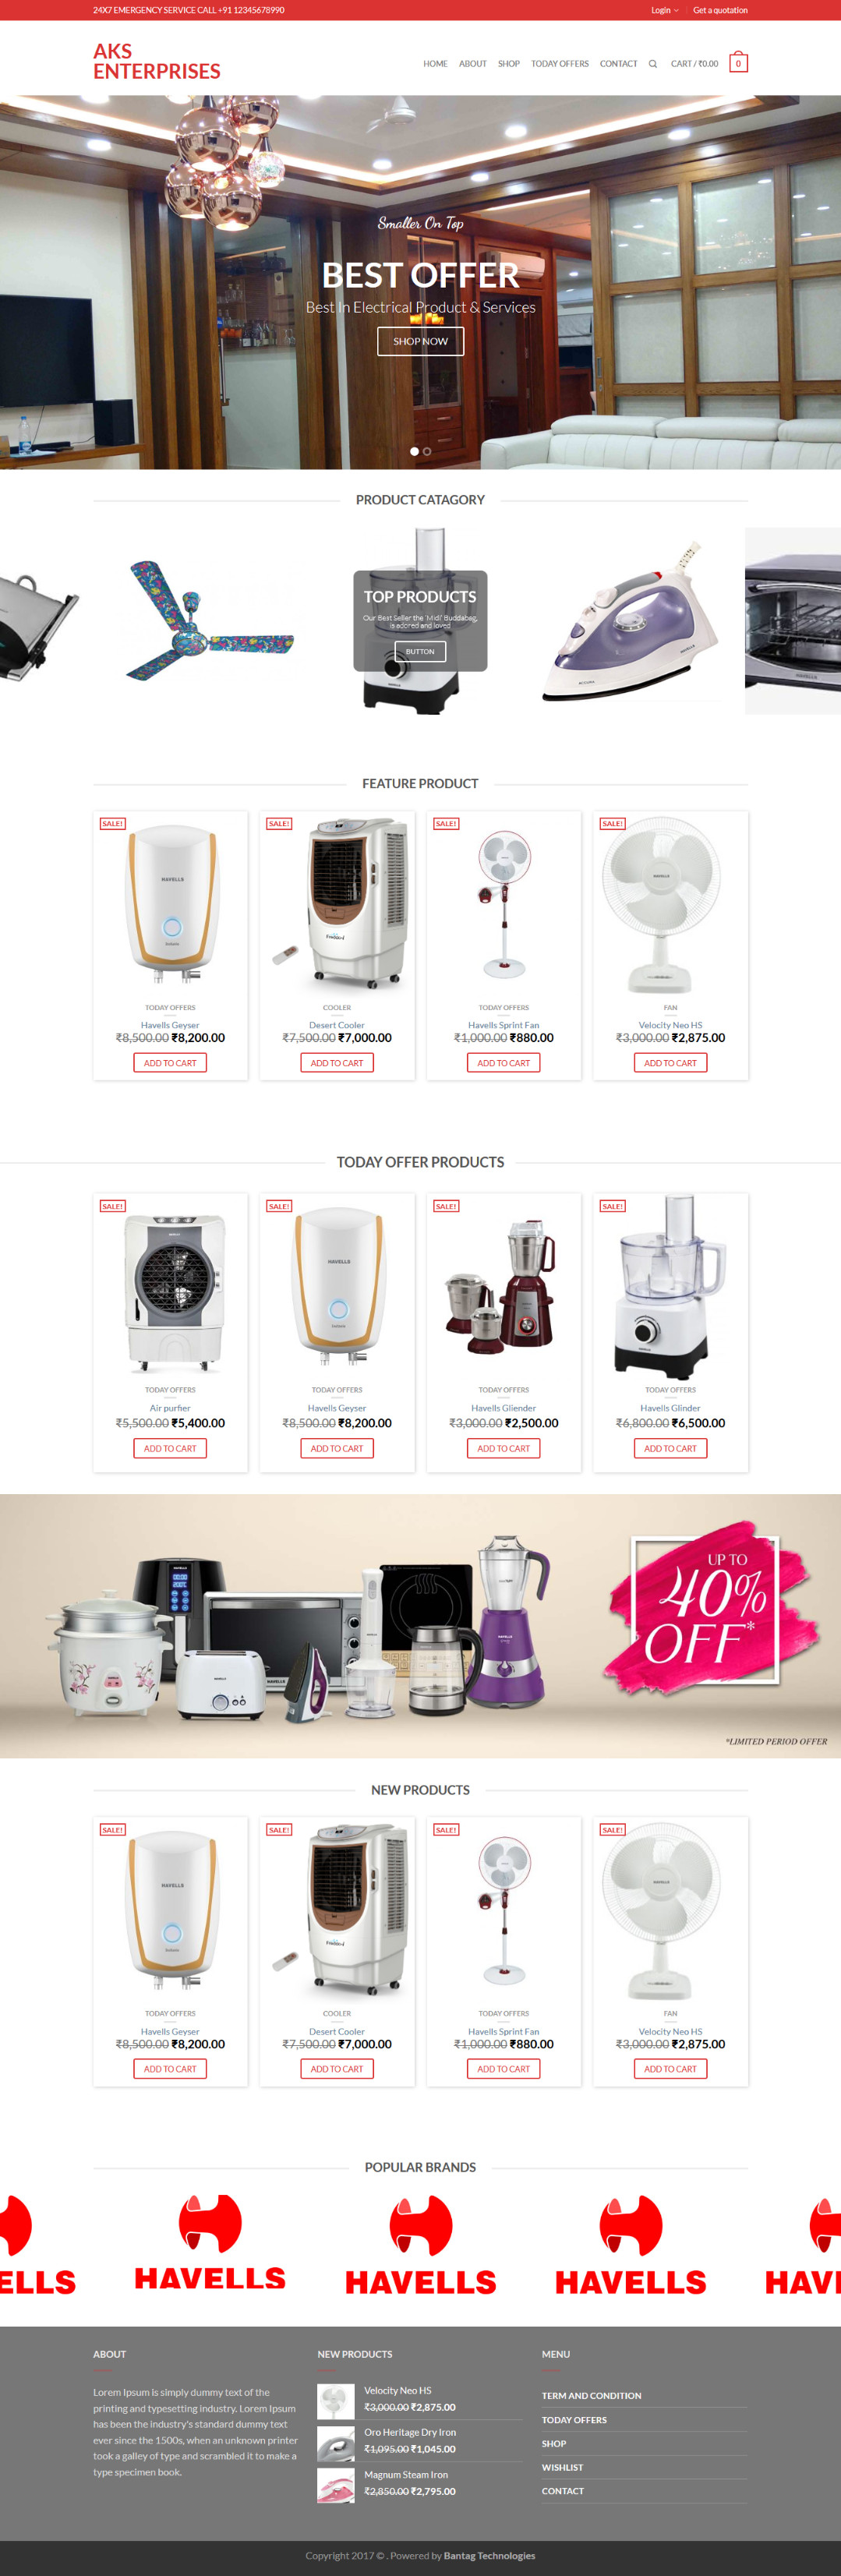 24X7 EMERGENCY SERVICE CALL +91 12345678990
Login
Get a quotation
AKS
ENTERPRISES
HOME ABOUT SHOP TODAY OFFERS CONTACT CART / ₹0.00 0
Smaller On Top
BEST OFFER
Best In Electrical Product & Services
SHOP NOW
PRODUCT CATAGORY
TOP PRODUCTS
Our Best Seller the 'Midi' Buddabag,
is adored and loved
BUTTON
FEATURE PRODUCT
SALE! SALE! SALE! SALE!
HAVELLS
TODAY OFFERS COOLER TODAY OFFERS FAN
Havells Geyser Desert Cooler Havells Sprint Fan Velocity Neo HS
₹8,500.00 ₹8,200.00 ₹7,500.00 ₹7,000.00 ₹1,000.00 ₹880.00 ₹3,000.00 ₹2,875.00
ADD TO CART ADD TO CART ADD TO CART ADD TO CART
TODAY OFFER PRODUCTS
SALE! SALE! SALE! SALE!
HAVELLS
TODAY OFFERS TODAY OFFERS TODAY OFFERS TODAY OFFERS
Air purfier Havells Geyser Havells Gliender Havells Glinder
₹5,500.00 ₹5,400.00 ₹8,500.00 ₹8,200.00 ₹3,000.00 ₹2,500.00 ₹6,800.00 ₹6,500.00
ADD TO CART ADD TO CART ADD TO CART ADD TO CART
UP TO
40%
OFF*
*LIMITED PERIOD OFFER
NEW PRODUCTS
SALE! SALE! SALE! SALE!
HAVELLS
TODAY OFFERS COOLER TODAY OFFERS FAN
Havells Geyser Desert Cooler Havells Sprint Fan Velocity Neo HS
₹8,500.00 ₹8,200.00 ₹7,500.00 ₹7,000.00 ₹1,000.00 ₹880.00 ₹3,000.00 ₹2,875.00
ADD TO CART ADD TO CART ADD TO CART ADD TO CART
POPULAR BRANDS
ELLS HAVELLS HAVELLS HAVELLS HAV
ABOUT
Lorem Ipsum is simply dummy text of the
printing and typesetting industry. Lorem Ipsum
has been the industry's standard dummy text
ever since the 1500s, when an unknown printer
took a galley of type and scrambled it to make a
type specimen book.
NEW PRODUCTS
Velocity Neo HS
₹3,000.00 ₹2,875.00
Oro Heritage Dry Iron
₹1,095.00 ₹1,045.00
Magnum Steam Iron
₹2,850.00 ₹2,795.00
MENU
TERM AND CONDITION
TODAY OFFERS
SHOP
WISHLIST
CONTACT
Copyright 2017 © . Powered by Bantag Technologies